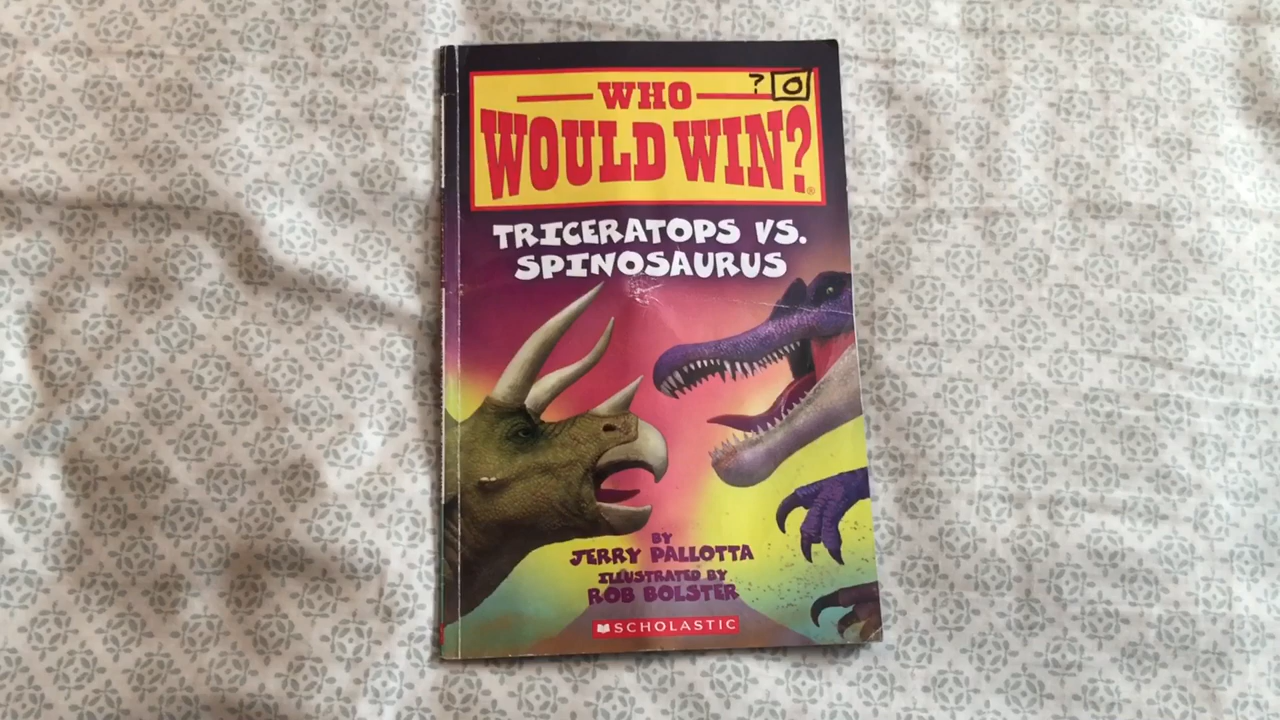 ? O
WHO
WOULD WIN?®
TRICERATOPS VS.
SPINOSAURUS
BY
JERRY PALLOTTA
ILLUSTRATED BY
ROB BOLSTER
SCHOLASTIC